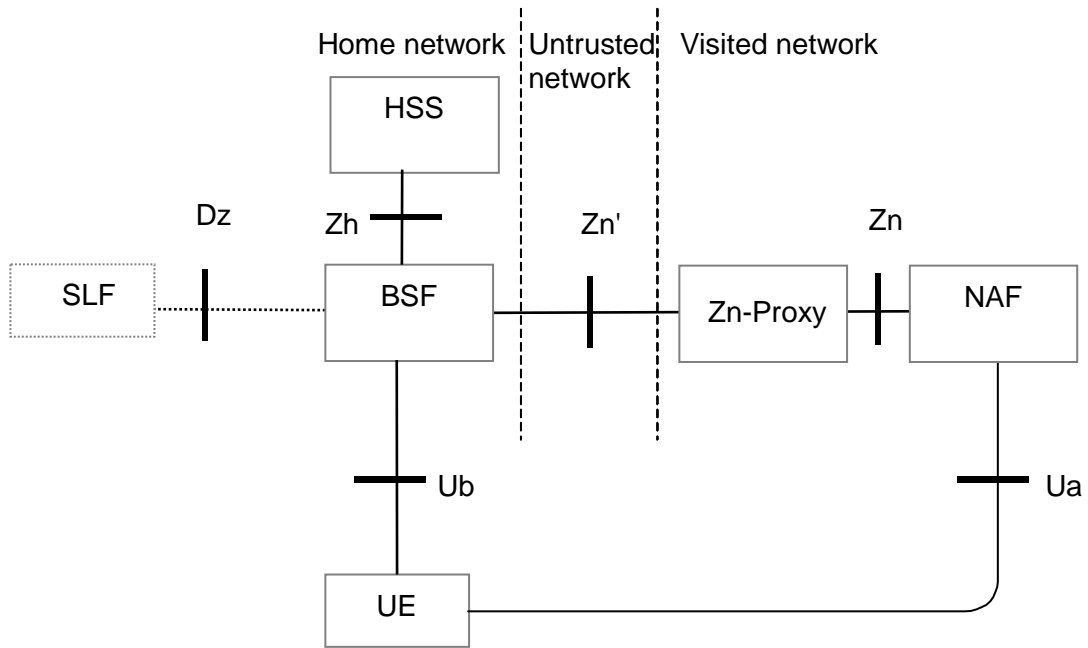 Home network
Untrusted
network
Visited network
HSS
Dz
Zh
Zn'
Zn
SLF
BSF
Zn-Proxy
NAF
Ub
Ua
UE